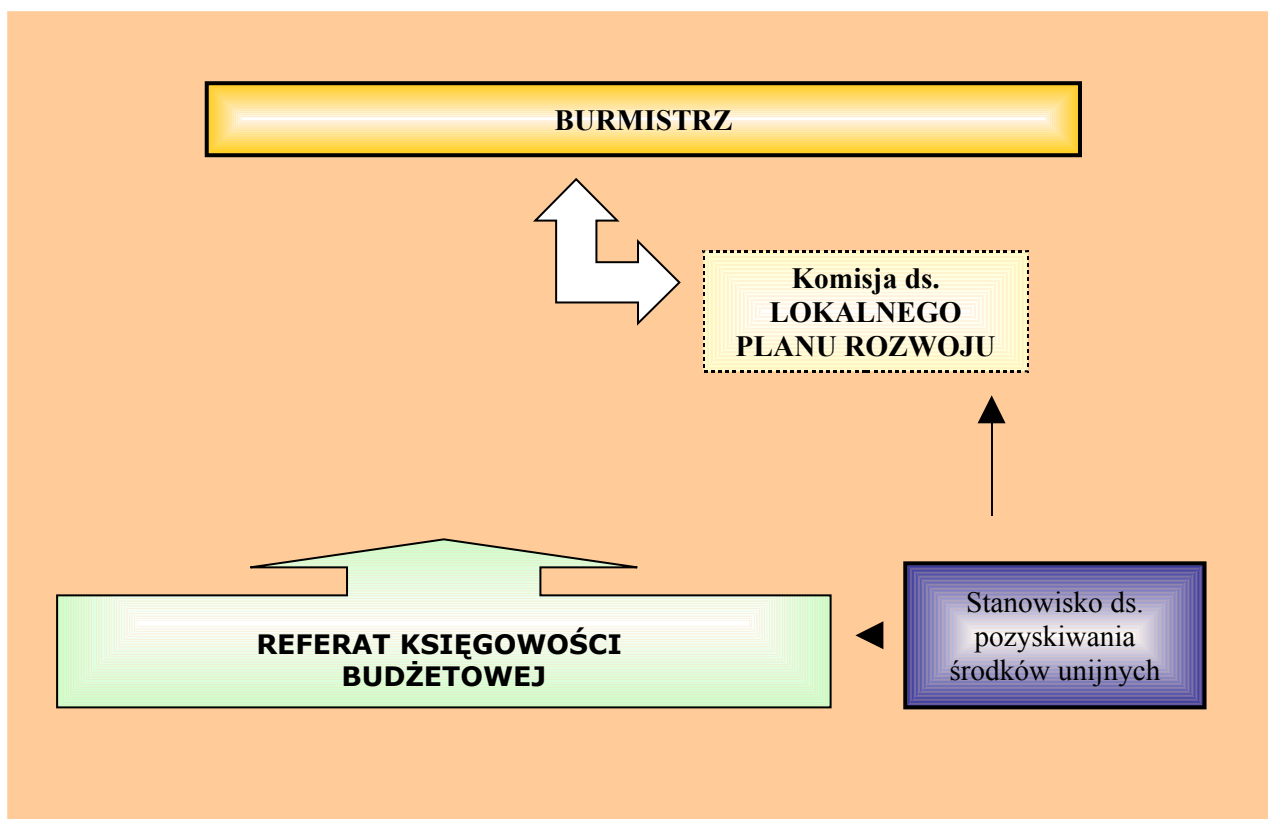 BURMISTRZ
Komisja ds.
LOKALNEGO
PLANU ROZWOJU
REFERAT KSIĘGOWOŚCI
BUDŻETOWEJ
Stanowisko ds.
pozyskiwania
środków unijnych